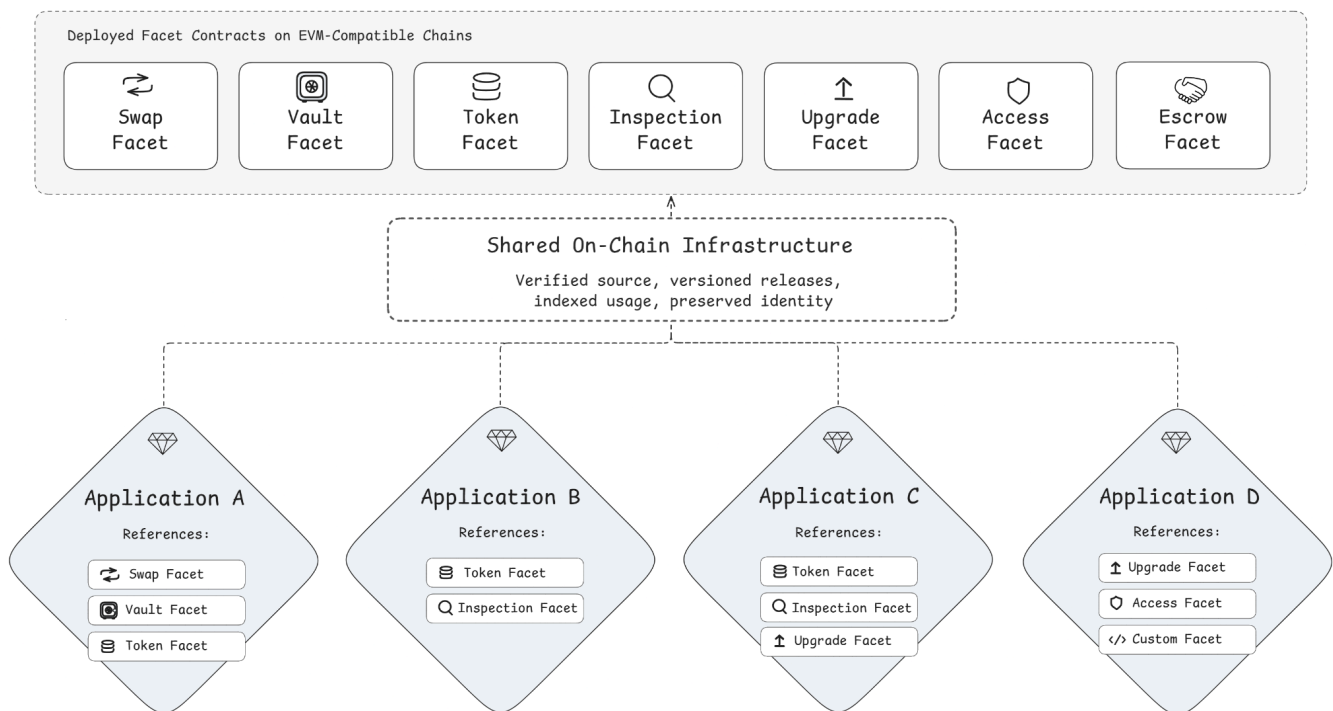 Deployed Facet Contracts on EVM-Compatible Chains
Swap
Facet
Vault
Facet
Token
Facet
Inspection
Facet
Upgrade
Facet
Access
Facet
Escrow
Facet
Shared On-Chain Infrastructure
Verified source, versioned releases,
indexed usage, preserved identity
Application A
References:
Swap Facet
Vault Facet
Token Facet
Application B
References:
Token Facet
Inspection Facet
Application C
References:
Token Facet
Inspection Facet
Upgrade Facet
Application D
References:
Upgrade Facet
Access Facet
</> Custom Facet